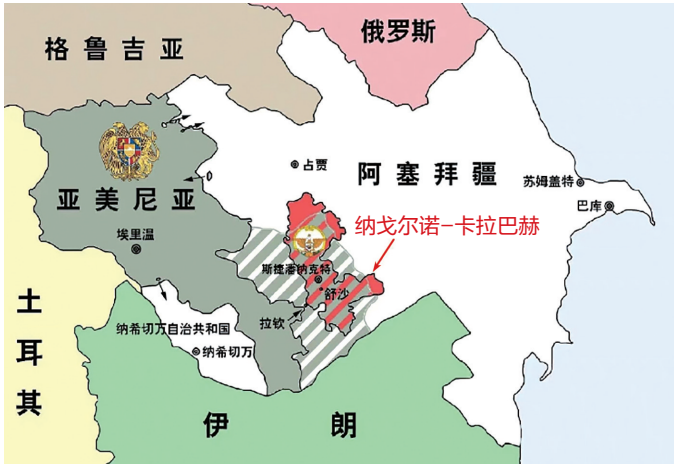 俄罗斯
格鲁吉亚
占贾
阿塞拜疆
苏姆盖特
巴库
亚美尼亚
纳戈尔诺-卡拉巴赫
埃里温
斯捷潘纳克特
舒沙
土耳其
拉钦
纳希切万自治共和国
纳希切万
伊朗